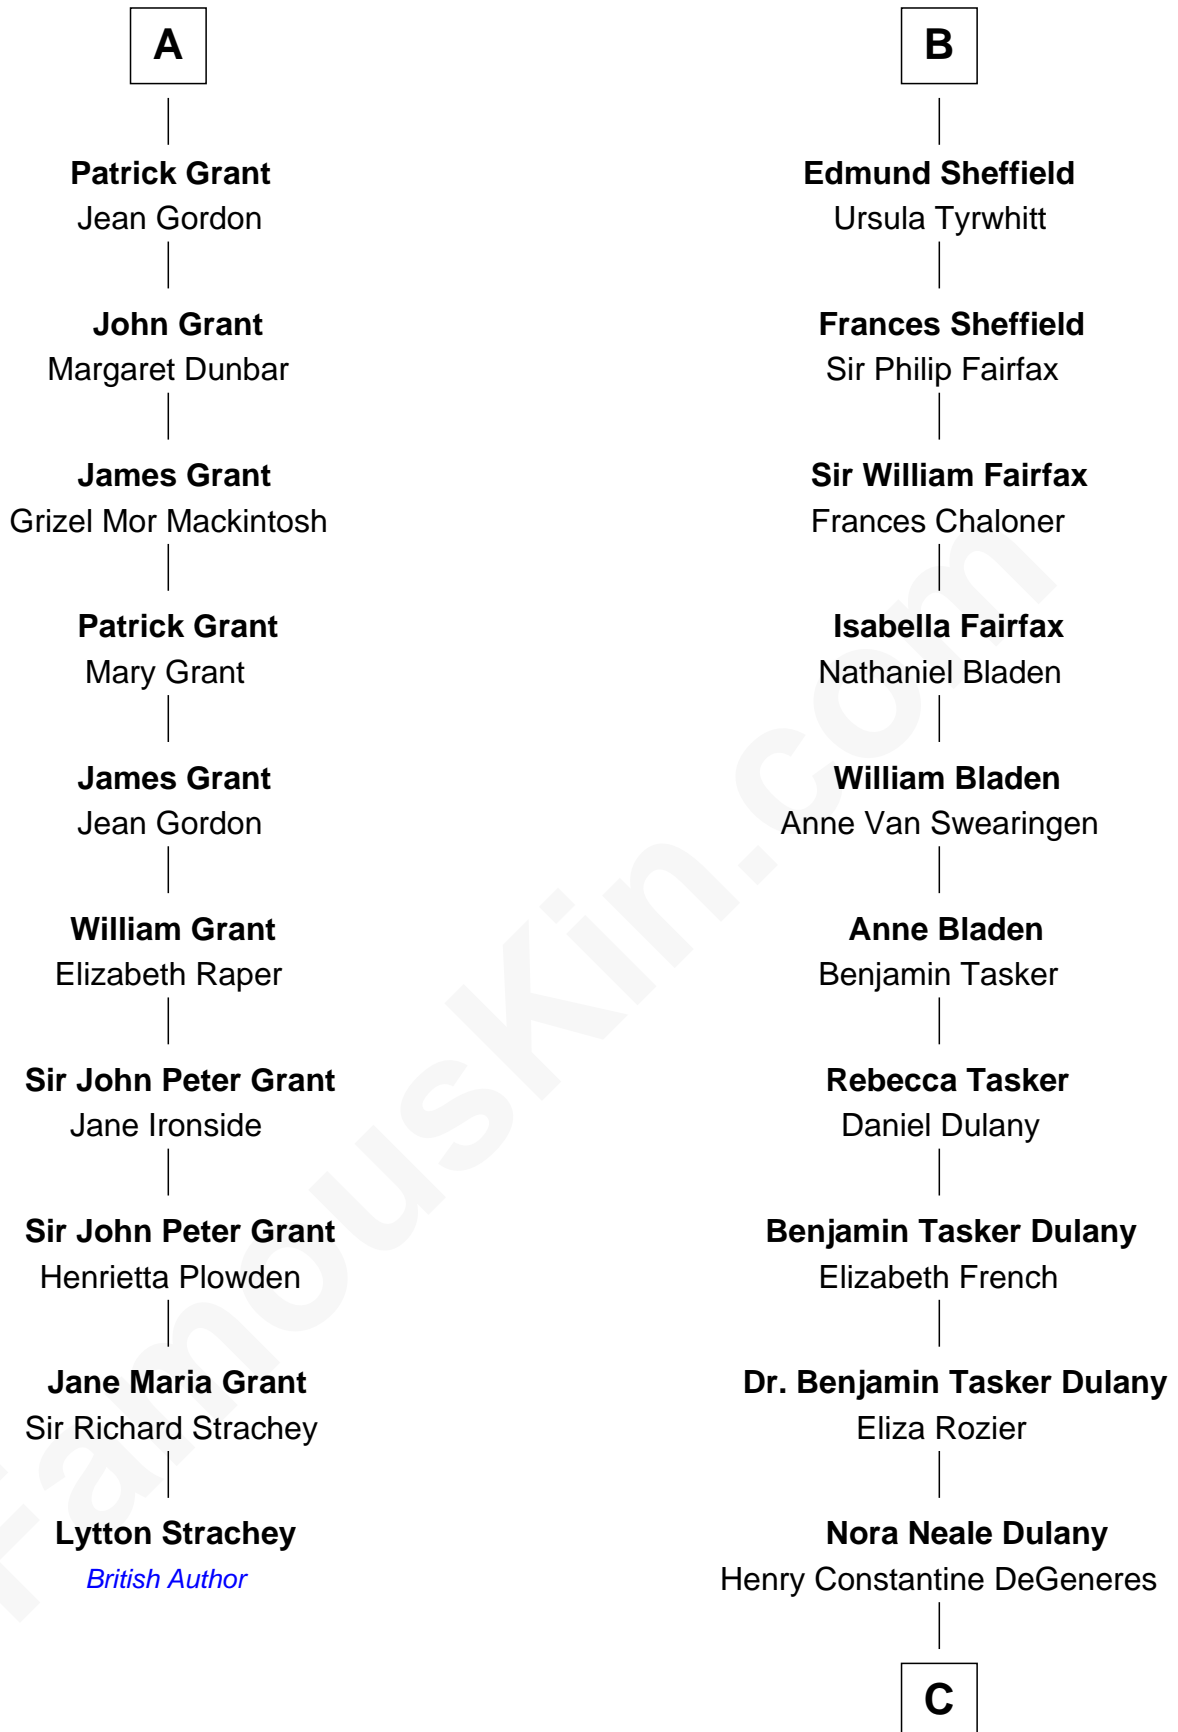 A
Patrick Grant
Jean Gordon
John Grant
Margaret Dunbar
James Grant
Grizel Mor Mackintosh
Patrick Grant
Mary Grant
James Grant
Jean Gordon
William Grant
Elizabeth Raper
Sir John Peter Grant
Jane Ironside
Sir John Peter Grant
Henrietta Plowden
Jane Maria Grant
Sir Richard Strachey
Lytton Strachey
British Author
B
Edmund Sheffield
Ursula Tyrwhitt
Frances Sheffield
Sir Philip Fairfax
Sir William Fairfax
Frances Chaloner
Isabella Fairfax
Nathaniel Bladen
William Bladen
Anne Van Swearingen
Anne Bladen
Benjamin Tasker
Rebecca Tasker
Daniel Dulany
Benjamin Tasker Dulany
Elizabeth French
Dr. Benjamin Tasker Dulany
Eliza Rozier
Nora Neale Dulany
Henry Constantine DeGeneres
C
FamousKin.com